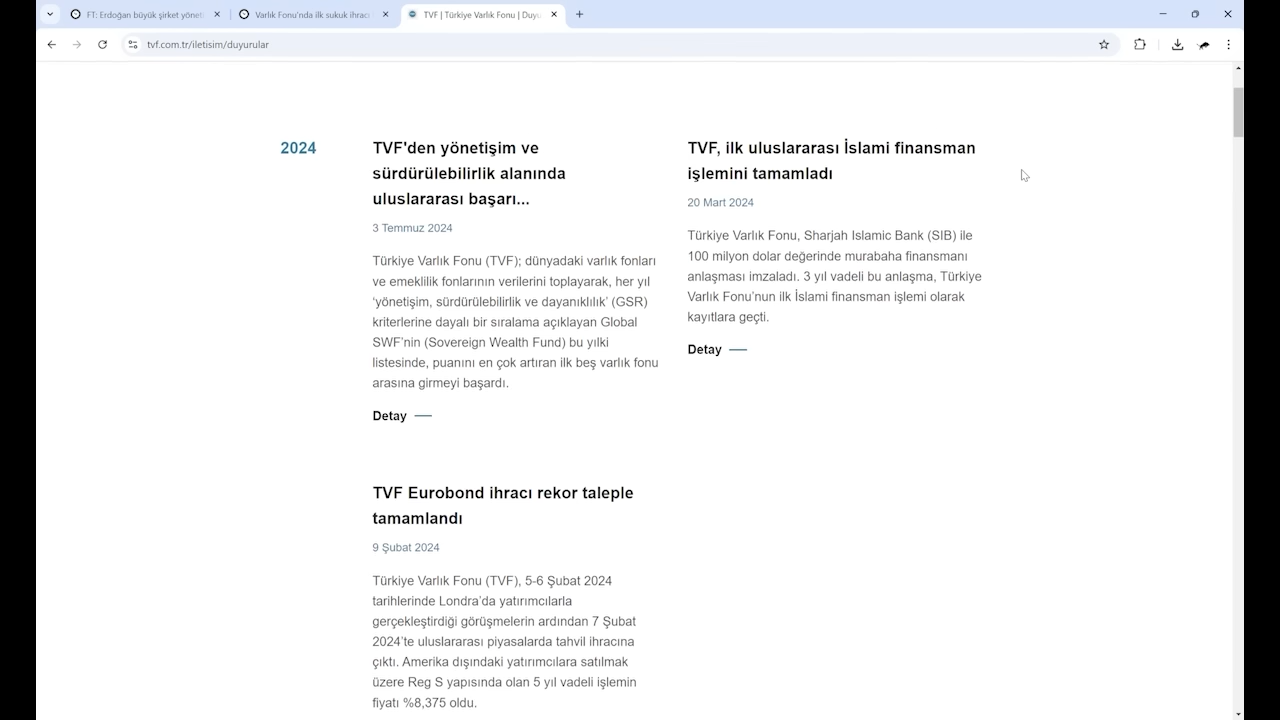 FT: Erdoğan büyük şirket yöneti
Varlık Fonu'nda ilk sukuk ihracı
TVF | Türkiye Varlık Fonu | Duyu
tvf.com.tr/iletisim/duyurular
2024
TVF'den yönetişim ve
sürdürülebilirlik alanında
uluslararası başarı...
3 Temmuz 2024
Türkiye Varlık Fonu (TVF); dünyadaki varlık fonları
ve emeklilik fonlarının verilerini toplayarak, her yıl
‘yönetişim, sürdürülebilirlik ve dayanıklılık’ (GSR)
kriterlerine dayalı bir sıralama açıklayan Global
SWF’nin (Sovereign Wealth Fund) bu yılki
listesinde, puanını en çok artıran ilk beş varlık fonu
arasına girmeyi başardı.
Detay
TVF, ilk uluslararası İslami finansman
işlemini tamamladı
20 Mart 2024
Türkiye Varlık Fonu, Sharjah Islamic Bank (SIB) ile
100 milyon dolar değerinde murabaha finansmanı
anlaşması imzaladı. 3 yıl vadeli bu anlaşma, Türkiye
Varlık Fonu’nun ilk İslami finansman işlemi olarak
kayıtlara geçti.
Detay
TVF Eurobond ihracı rekor taleple
tamamlandı
9 Şubat 2024
Türkiye Varlık Fonu (TVF), 5-6 Şubat 2024
tarihlerinde Londra’da yatırımcılarla
gerçekleştirdiği görüşmelerin ardından 7 Şubat
2024’te uluslararası piyasalarda tahvil ihracına
çıktı. Amerika dışındaki yatırımcılara satılmak
üzere Reg S yapısında olan 5 yıl vadeli işlemin
fiyatı %8,375 oldu.